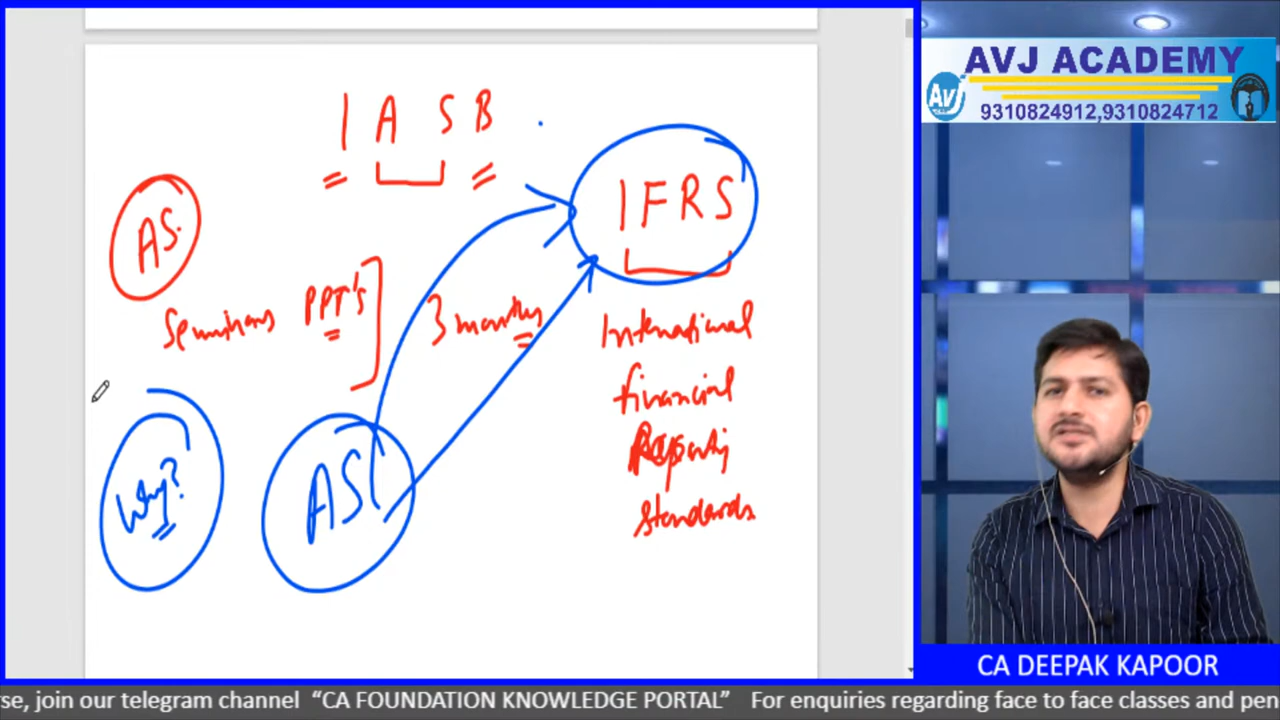 IASB
AS.
IFRS
Seminars PPT's
3 months
International
Financial
Reporting
Standards
Why?
AS
AVJ ACADEMY
AV
9310824912,9310824712
CA DEEPAK KAPOOR
se, join our telegram channel “CA FOUNDATION KNOWLEDGE PORTAL” For enquiries regarding face to face classes and pen